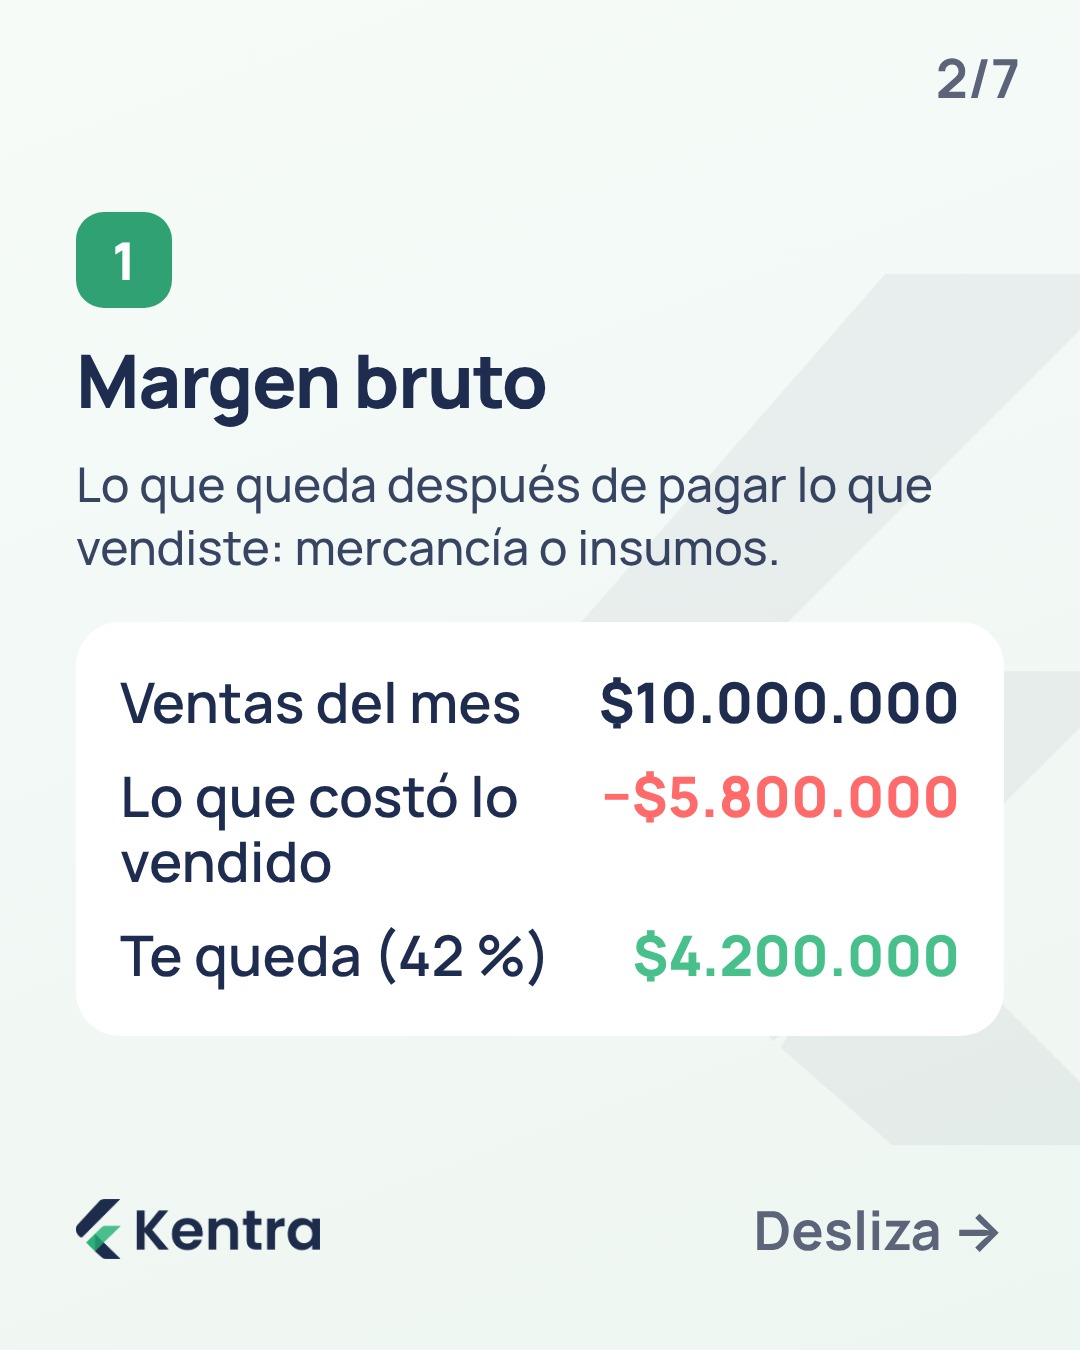 2/7
1
Margen bruto
Lo que queda después de pagar lo que
vendiste: mercancía o insumos.
Ventas del mes $10.000.000
Lo que costó lo −$5.800.000
vendido
Te queda (42 %) $4.200.000
Kentra
Desliza →